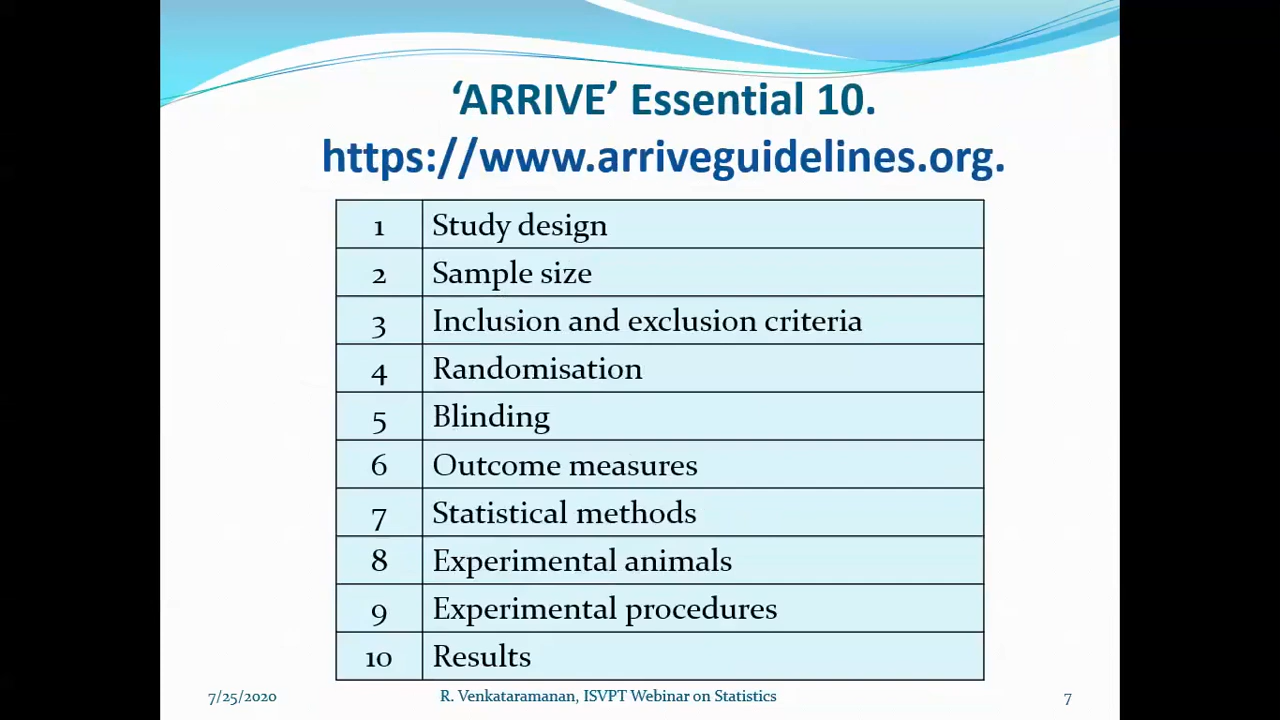 ‘ARRIVE’ Essential 10.
https://www.arriveguidelines.org.
1 Study design
2 Sample size
3 Inclusion and exclusion criteria
4 Randomisation
5 Blinding
6 Outcome measures
7 Statistical methods
8 Experimental animals
9 Experimental procedures
10 Results
7/25/2020 R. Venkataramanan, ISVPT Webinar on Statistics 7